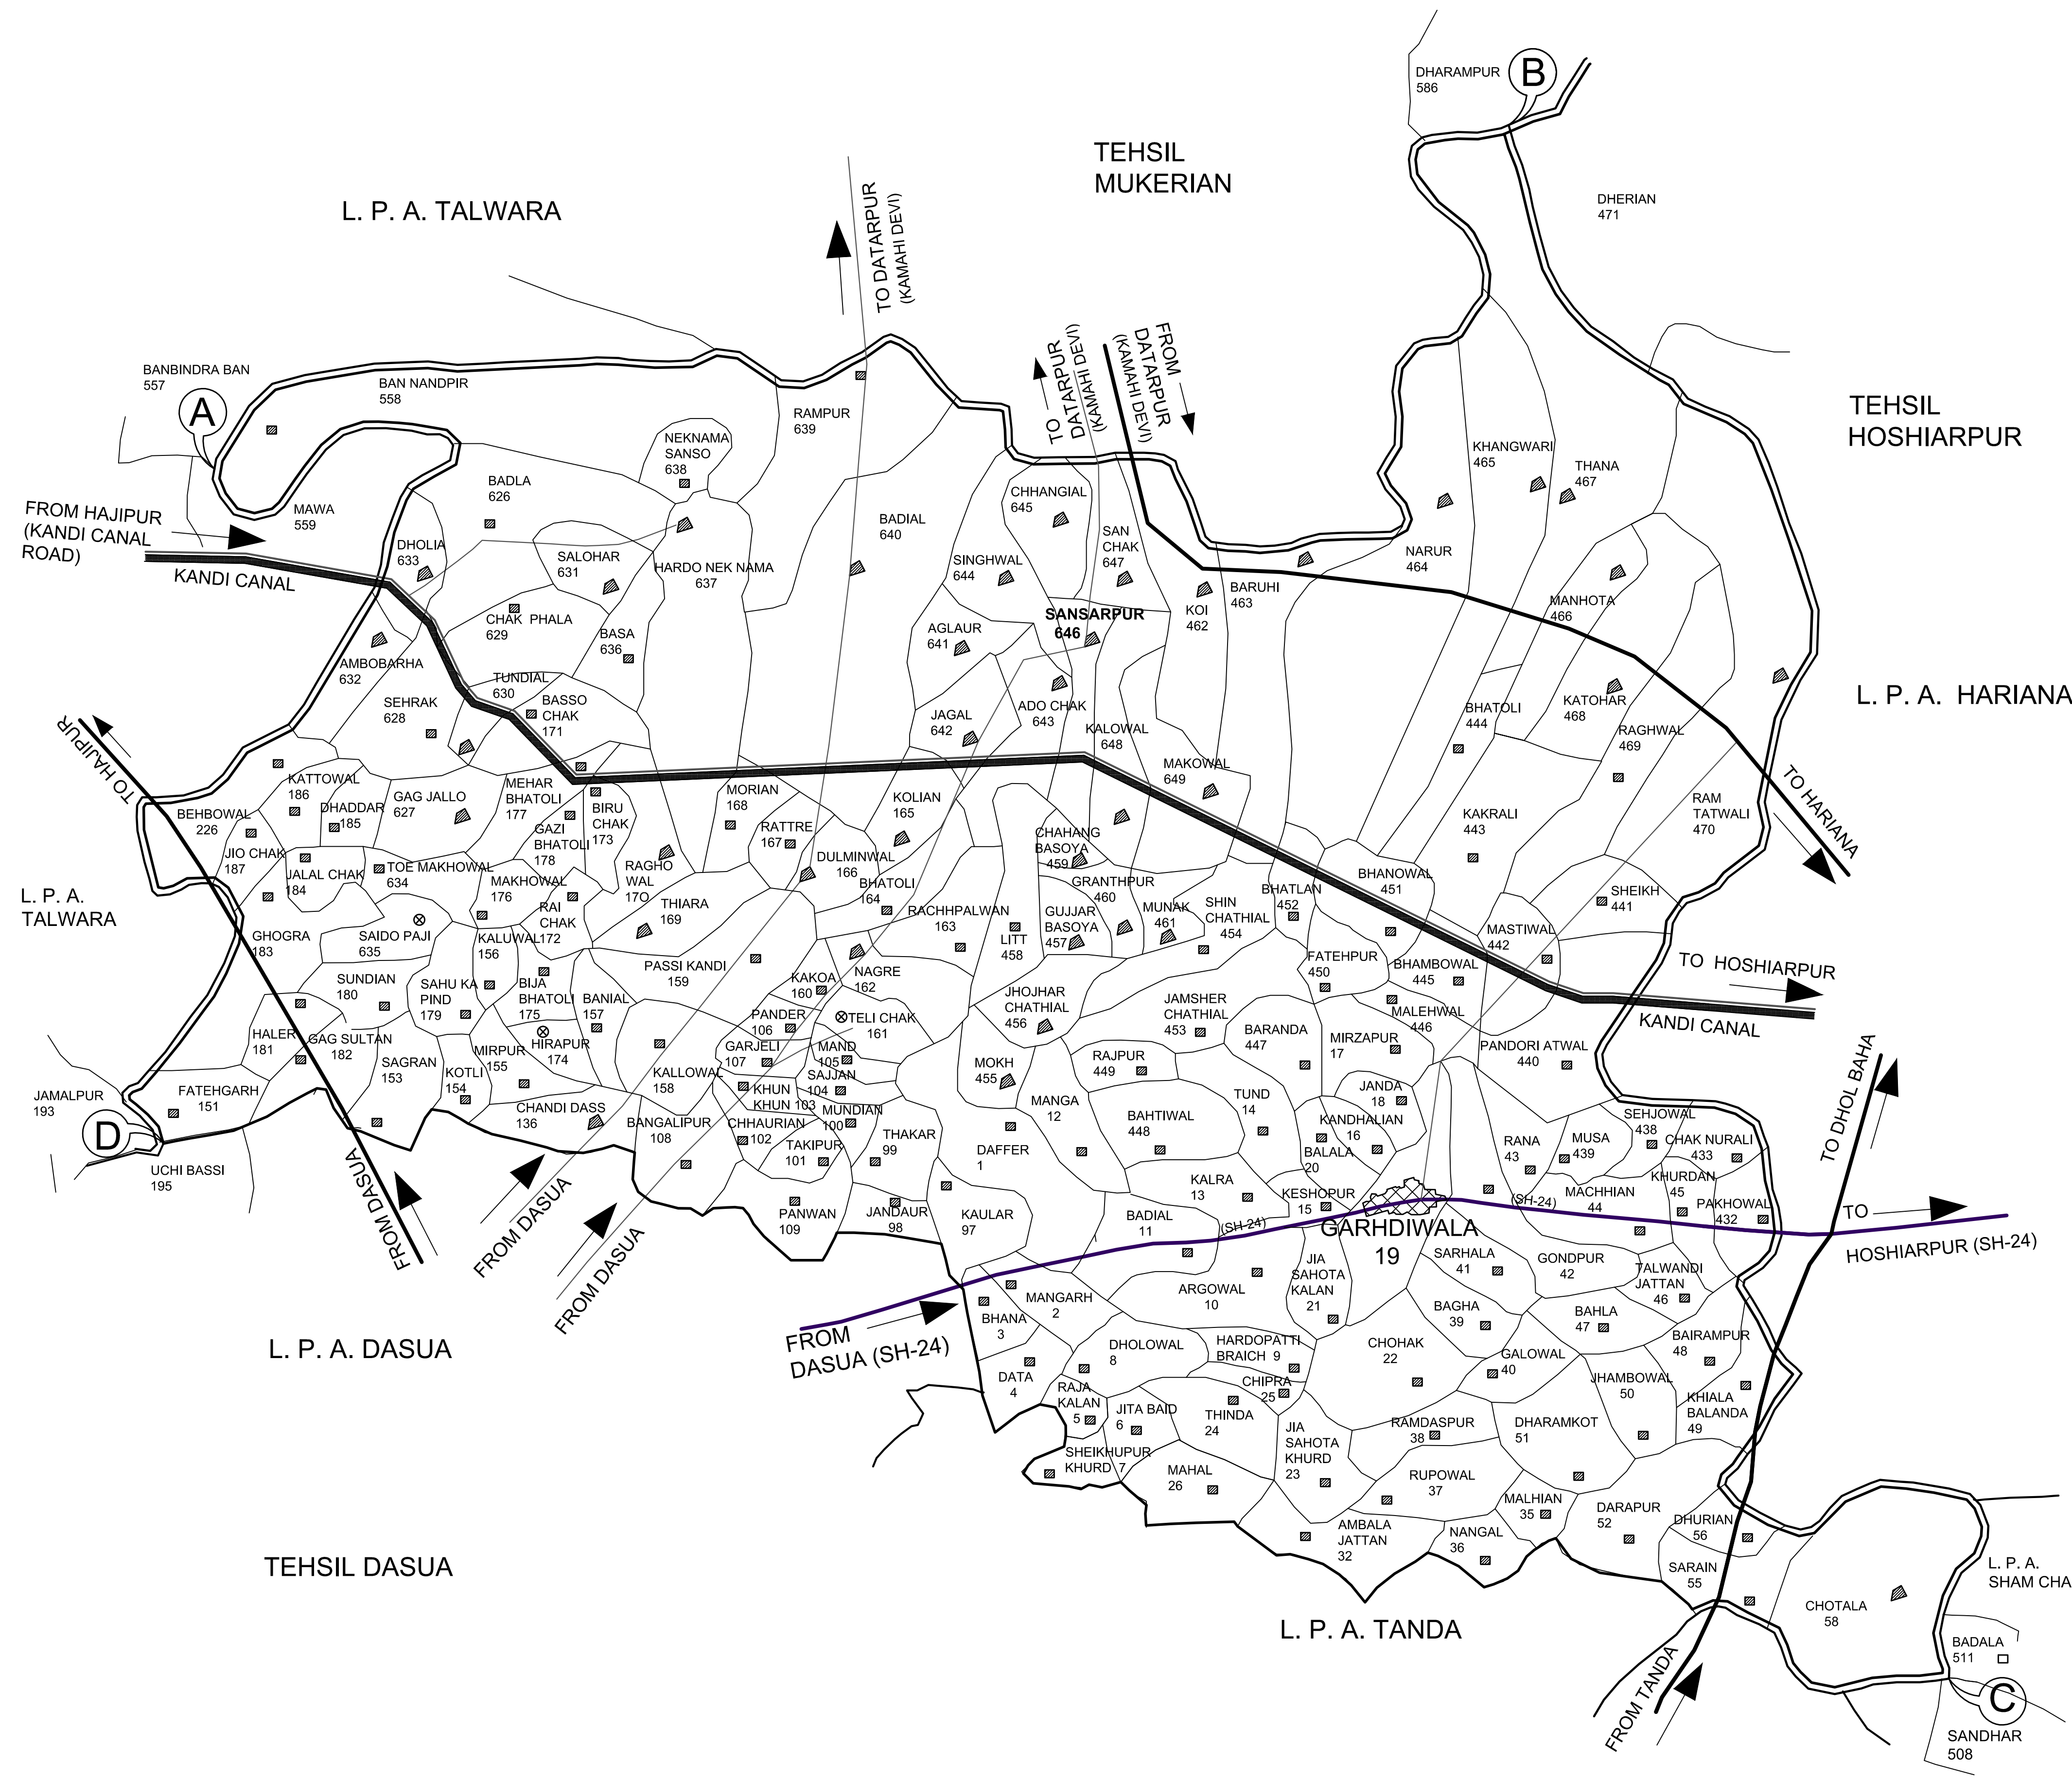 DHARAMPUR
586
B
TEHSIL
MUKERIAN
L. P. A. TALWARA
TO DATARPUR
(KAMAHI DEVI)
DHERIAN
471
TO
DATARPUR
(KAMAHI DEVI)
FROM
DATARPUR
(KAMAHI DEVI)
BANBINDRA BAN
557
A
BAN NANDPIR
558
TEHSIL
HOSHIARPUR
RAMPUR
639
NEKNAMA
SANSO
638
KHANGWARI
465
THANA
467
BADLA
626
MAWA
559
FROM HAJIPUR
(KANDI CANAL
ROAD)
KANDI CANAL
CHHANGIAL
645
BADIAL
640
SAN
CHAK
647
DHOLIA
633
SALOHAR
631
HARDO NEK NAMA
637
SINGHWAL
644
NARUR
464
BARUHI
463
KOI
462
MANHOTA
466
SANSARPUR
646
CHAK PHALA
629
BASA
636
AGLAUR
641
AMBOBARHA
632
TUNDIAL
630
SEHRAK
628
BASSO
CHAK
171
JAGAL
642
ADO CHAK
643
KALOWAL
648
BHATOLI
444
KATOHAR
468
RAGHWAL
469
L. P. A. HARIANA
TO HAJIPUR
MAKOWAL
649
TO HARIANA
KATTOWAL
186
DHADDAR
185
GAG JALLO
627
MEHAR
BHATOLI
177
BIRU
CHAK
173
MORIAN
168
KOLIAN
165
KAKRALI
443
RAM
TATWALI
470
BEHBOWAL
226
GAZI
BHATOLI
178
RATTRE
167
CHAHANG
BASOYA
459
JIO CHAK
187
JALAL CHAK
184
TOE MAKHOWAL
634
MAKHOWAL
176
RAGHO
WAL
17O
DULMINWAL
166
BHATOLI
164
GRANTHPUR
460
BHANOWAL
451
SHEIKH
441
L. P. A.
TALWARA
RAI
CHAK
172
THIARA
169
RACHHPALWAN
163
LITT
458
GUJJAR
BASOYA
457
MUNAK
461
SHIN
CHATHIAL
454
BHATLAN
452
MASTIWAL
442
GHOGRA
183
SAIDO PAJI
635
KALUWAL
156
PASSI KANDI
159
FATEHPUR
450
BHAMBOWAL
445
TO HOSHIARPUR
SUNDIAN
180
SAHU KA
PIND
179
BIJA
BHATOLI
175
BANIAL
157
KAKOA
160
NAGRE
162
JHOJHAR
CHATHIAL
456
JAMSHER
CHATHIAL
453
MALEHWAL
446
KANDI CANAL
PANDER
106
TELI CHAK
161
HALER
181
GAG SULTAN
182
HIRAPUR
174
BARANDA
447
MIRZAPUR
17
PANDORI ATWAL
440
SAGRAN
153
KOTLI
154
MIRPUR
155
GARJELI
107
MAND
105
MOKH
455
RAJPUR
449
KALLOWAL
158
SAJJAN
104
JANDA
18
TO DHOL BAHA
JAMALPUR
193
FATEHGARH
151
KHUN
KHUN 103
MANGA
12
TUND
14
CHANDI DASS
136
MUNDIAN
100
BAHTIWAL
448
KANDHALIAN
16
SEHJOWAL
438
D
BANGALIPUR
108
CHHAURIAN
102
THAKAR
99
RANA
43
MUSA
439
CHAK NURALI
433
TAKIPUR
101
DAFFER
1
BALALA
20
UCHI BASSI
195
KALRA
13
KESHOPUR
15
KHURDAN
45
FROM DASUA
FROM DASUA
FROM DASUA
PANWAN
109
JANDAUR
98
KAULAR
97
BADIAL
11
(SH-24)
GARHDIWALA
19
(SH-24)
MACHHIAN
44
PAKHOWAL
432
TO
HOSHIARPUR (SH-24)
SARHALA
41
GONDPUR
42
TALWANDI
JATTAN
46
JIA
SAHOTA
KALAN
21
ARGOWAL
10
MANGARH
2
BHANA
3
BAGHA
39
BAHLA
47
L. P. A. DASUA
FROM
DASUA (SH-24)
DHOLOWAL
8
HARDOPATTI
BRAICH 9
CHOHAK
22
BAIRAMPUR
48
DATA
4
CHIPRA
25
GALOWAL
40
JHAMBOWAL
50
RAJA
KALAN
5
JITA BAID
6
THINDA
24
KHIALA
BALANDA
49
JIA
SAHOTA
KHURD
23
RAMDASPUR
38
DHARAMKOT
51
SHEIKHUPUR
KHURD 7
MAHAL
26
RUPOWAL
37
MALHIAN
35
DARAPUR
52
DHURIAN
56
AMBALA
JATTAN
32
NANGAL
36
TEHSIL DASUA
SARAIN
55
L. P. A.
SHAM CHA
CHOTALA
58
L. P. A. TANDA
BADALA
511
FROM TANDA
C
SANDHAR
508